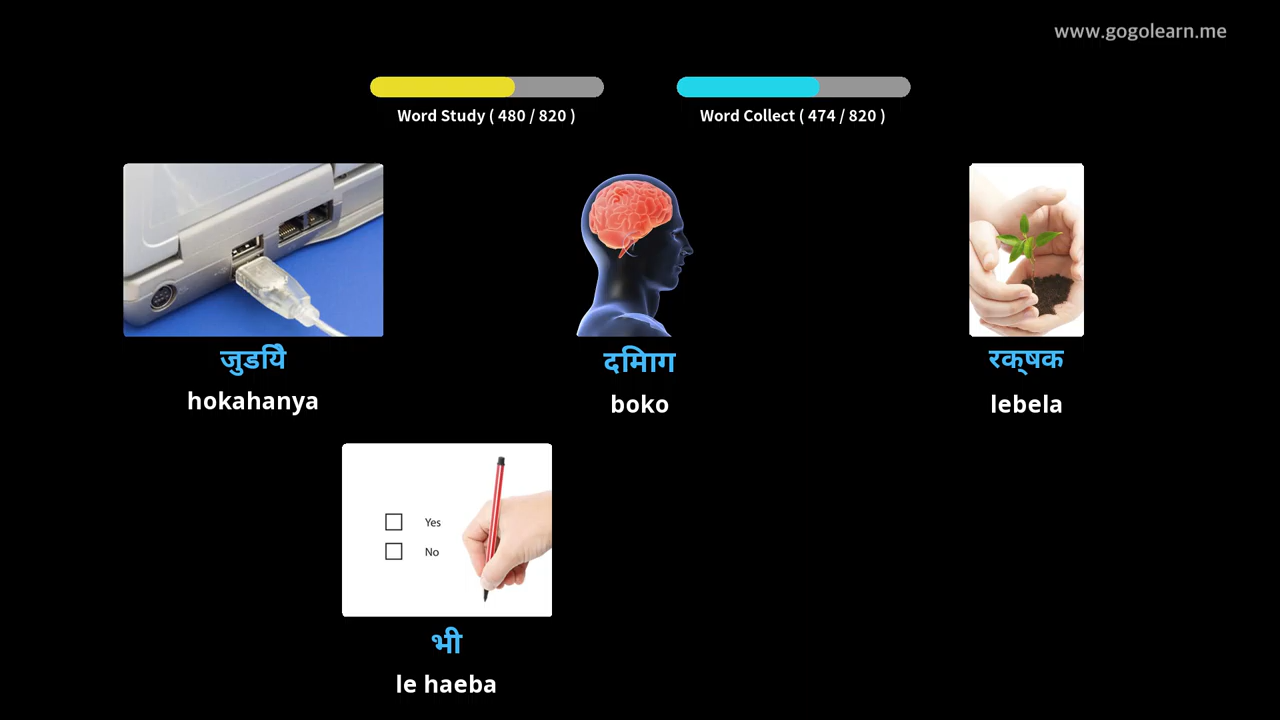 www.gogolearn.me
Word Study ( 480 / 820 )
Word Collect ( 474 / 820 )
जुडयिे
hokahanya
दमिाग
boko
रक्षक
lebela
Yes
No
भी
le haeba